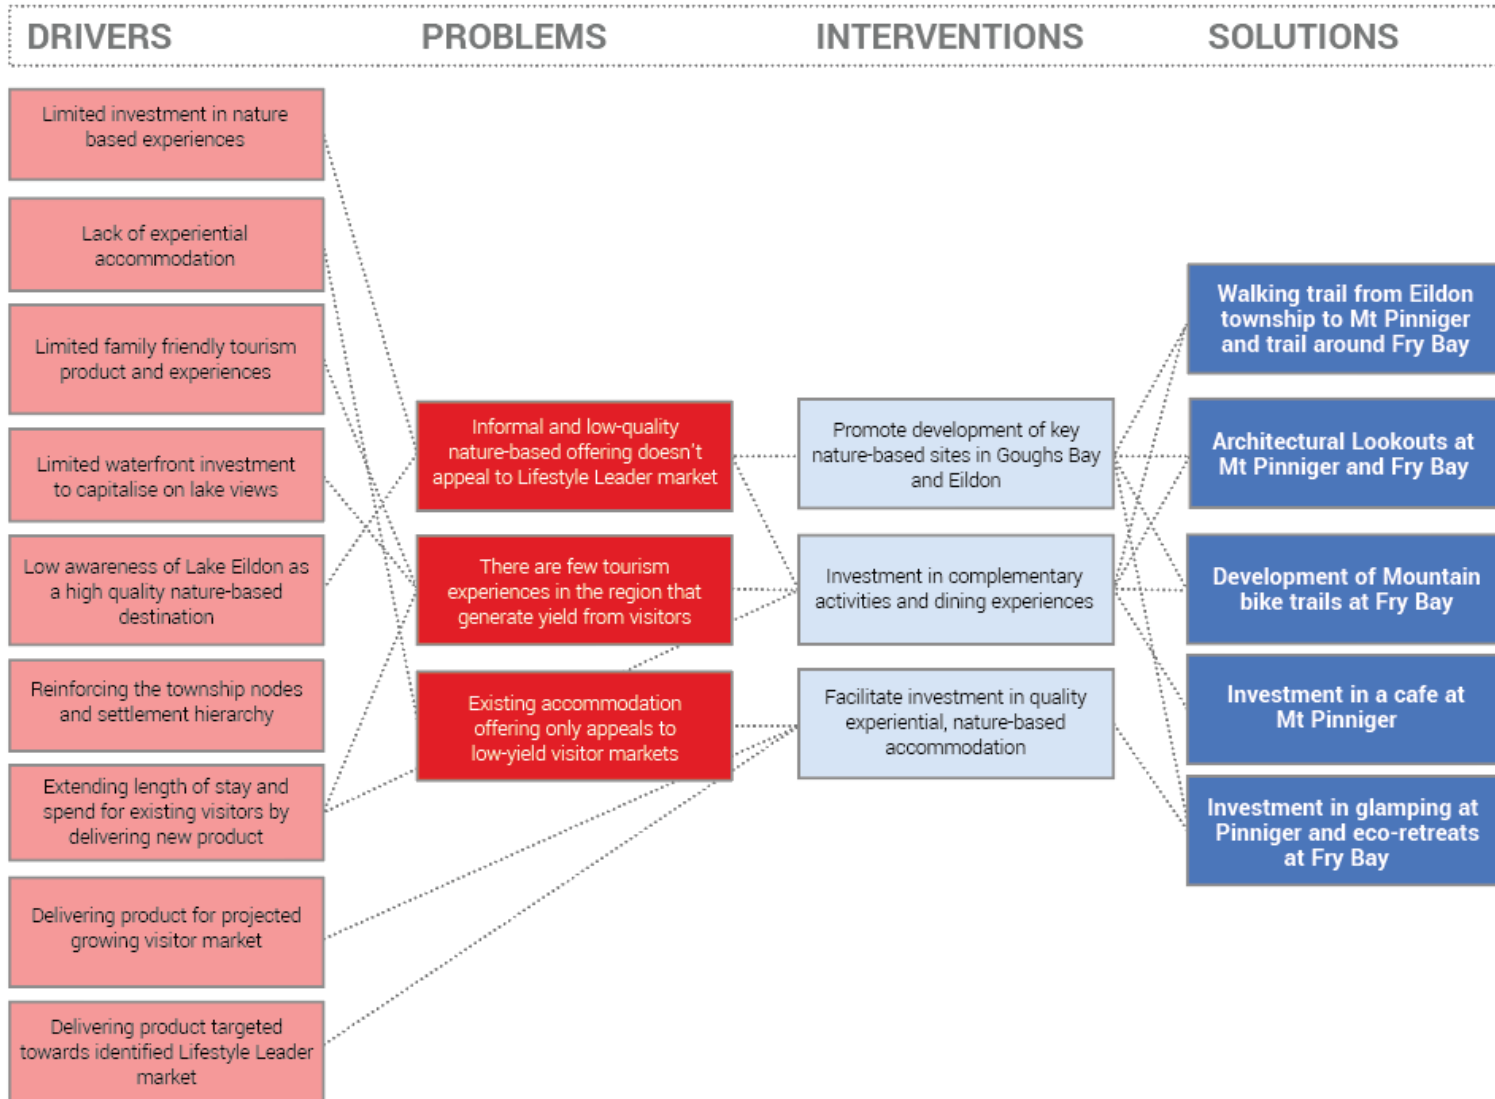 DRIVERS
PROBLEMS
INTERVENTIONS
SOLUTIONS
Limited investment in nature
based experiences
Lack of experiential
accommodation
Limited family friendly tourism
product and experiences
Limited waterfront investment
to capitalise on lake views
Low awareness of Lake Eildon as
a high quality nature-based
destination
Reinforcing the township nodes
and settlement hierarchy
Extending length of stay and
spend for existing visitors by
delivering new product
Delivering product for projected
growing visitor market
Delivering product targeted
towards identified Lifestyle Leader
market
Informal and low-quality
nature-based offering doesn't
appeal to Lifestyle Leader market
There are few tourism
experiences in the region that
generate yield from visitors
Existing accommodation
offering only appeals to
low-yield visitor markets
Promote development of key
nature-based sites in Goughs Bay
and Eildon
Investment in complementary
activities and dining experiences
Facilitate investment in quality
experiential, nature-based
accommodation
Walking trail from Eildon
township to Mt Pinniger
and trail around Fry Bay
Architectural Lookouts at
Mt Pinniger and Fry Bay
Development of Mountain
bike trails at Fry Bay
Investment in a cafe at
Mt Pinniger
Investment in glamping at
Pinniger and eco-retreats
at Fry Bay